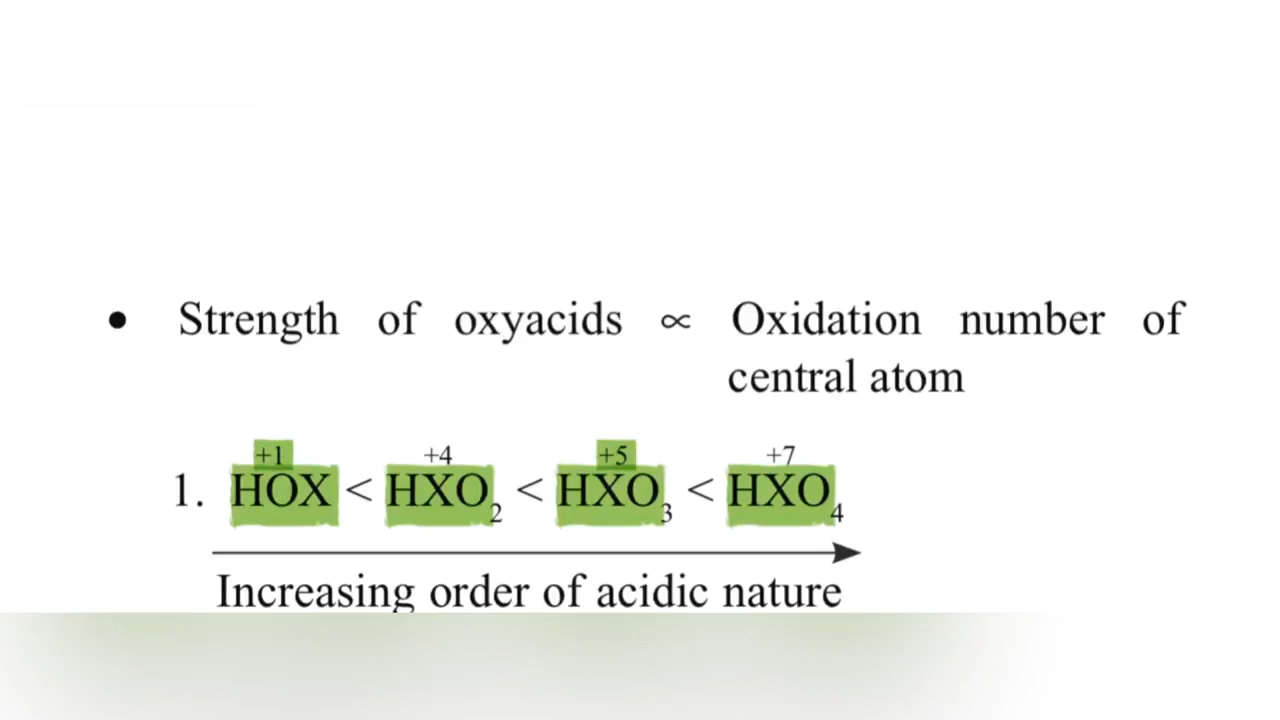 • Strength of oxyacids ∝ Oxidation number of
central atom
+1 +4 +5 +7
1. HOX < HXO₂ < HXO₃ < HXO₄
Increasing order of acidic nature